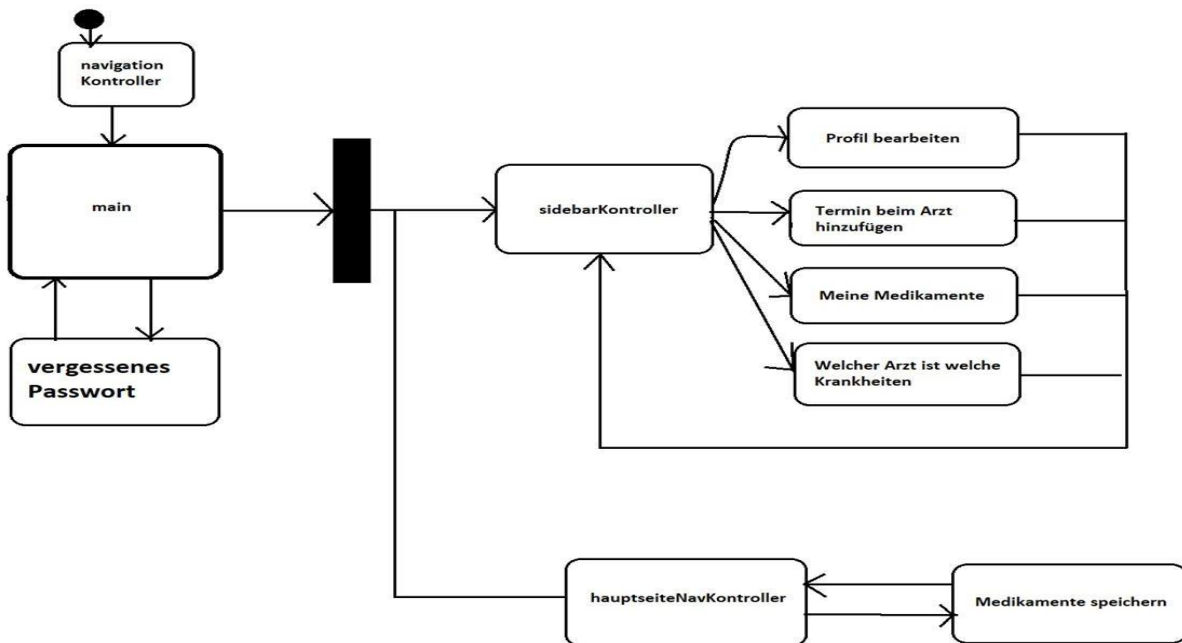 navigation
Kontroller
main
vergessenes
Passwort
sidebarKontroller
Profil bearbeiten
Termin beim Arzt
hinzufügen
Meine Medikamente
Welcher Arzt ist welche
Krankheiten
hauptseiteNavKontroller
Medikamente speichern